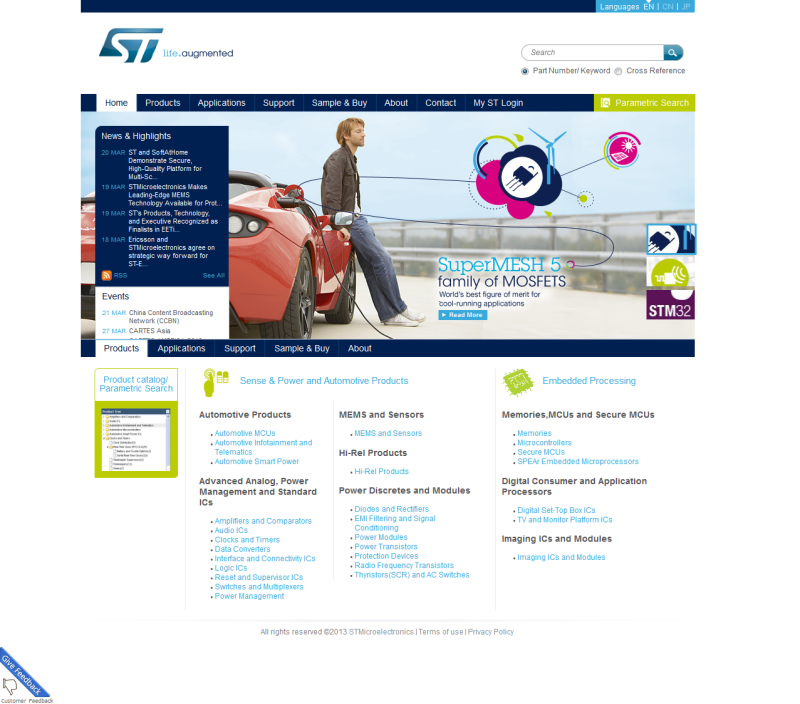 Languages EN | CN | JP
ST life.augmented
Search
Part Number/ Keyword Cross Reference
Home Products Applications Support Sample & Buy About Contact My ST Login Parametric Search
News & Highlights
20 MAR ST and SoftAtHome
Demonstrate Secure,
High-Quality Platform for
Multi-Sc...
19 MAR STMicroelectronics Makes
Leading-Edge MEMS
Technology Available for Prot...
19 MAR ST's Products, Technology,
and Executive Recognized as
Finalists in EETi...
18 MAR Ericsson and
STMicroelectronics agree on
strategic way forward for
ST-E...
RSS See All
Events
21 MAR China Content Broadcasting
Network (CCBN)
27 MAR CARTES Asia
SuperMESH 5
family of MOSFETS
World's best figure of merit for
bool-running applications
Read More
STM32
Products Applications Support Sample & Buy About
Product catalog/
Parametric Search
Sense & Power and Automotive Products
Automotive Products
Automotive MCUs
Automotive Infotainment and
Telematics
Automotive Smart Power
Advanced Analog, Power
Management and Standard
ICs
Amplifiers and Comparators
Audio ICs
Clocks and Timers
Data Converters
Interface and Connectivity ICs
Logic ICs
Reset and Supervisor ICs
Switches and Multiplexers
Power Management
MEMS and Sensors
MEMS and Sensors
Hi-Rel Products
Hi-Rel Products
Power Discretes and Modules
Diodes and Rectifiers
EMI Filtering and Signal
Conditioning
Power Modules
Power Transistors
Protection Devices
Radio Frequency Transistors
Thyristors(SCR) and AC Switches
Embedded Processing
Memories,MCUs and Secure MCUs
Memories
Microcontrollers
Secure MCUs
SPEAr Embedded Microprocessors
Digital Consumer and Application
Processors
Digital Set-Top Box ICs
TV and Monitor Platform ICs
Imaging ICs and Modules
Imaging ICs and Modules
All rights reserved ©2013 STMicroelectronics | Terms of use | Privacy Policy
Give Feedback
Customer Feedback